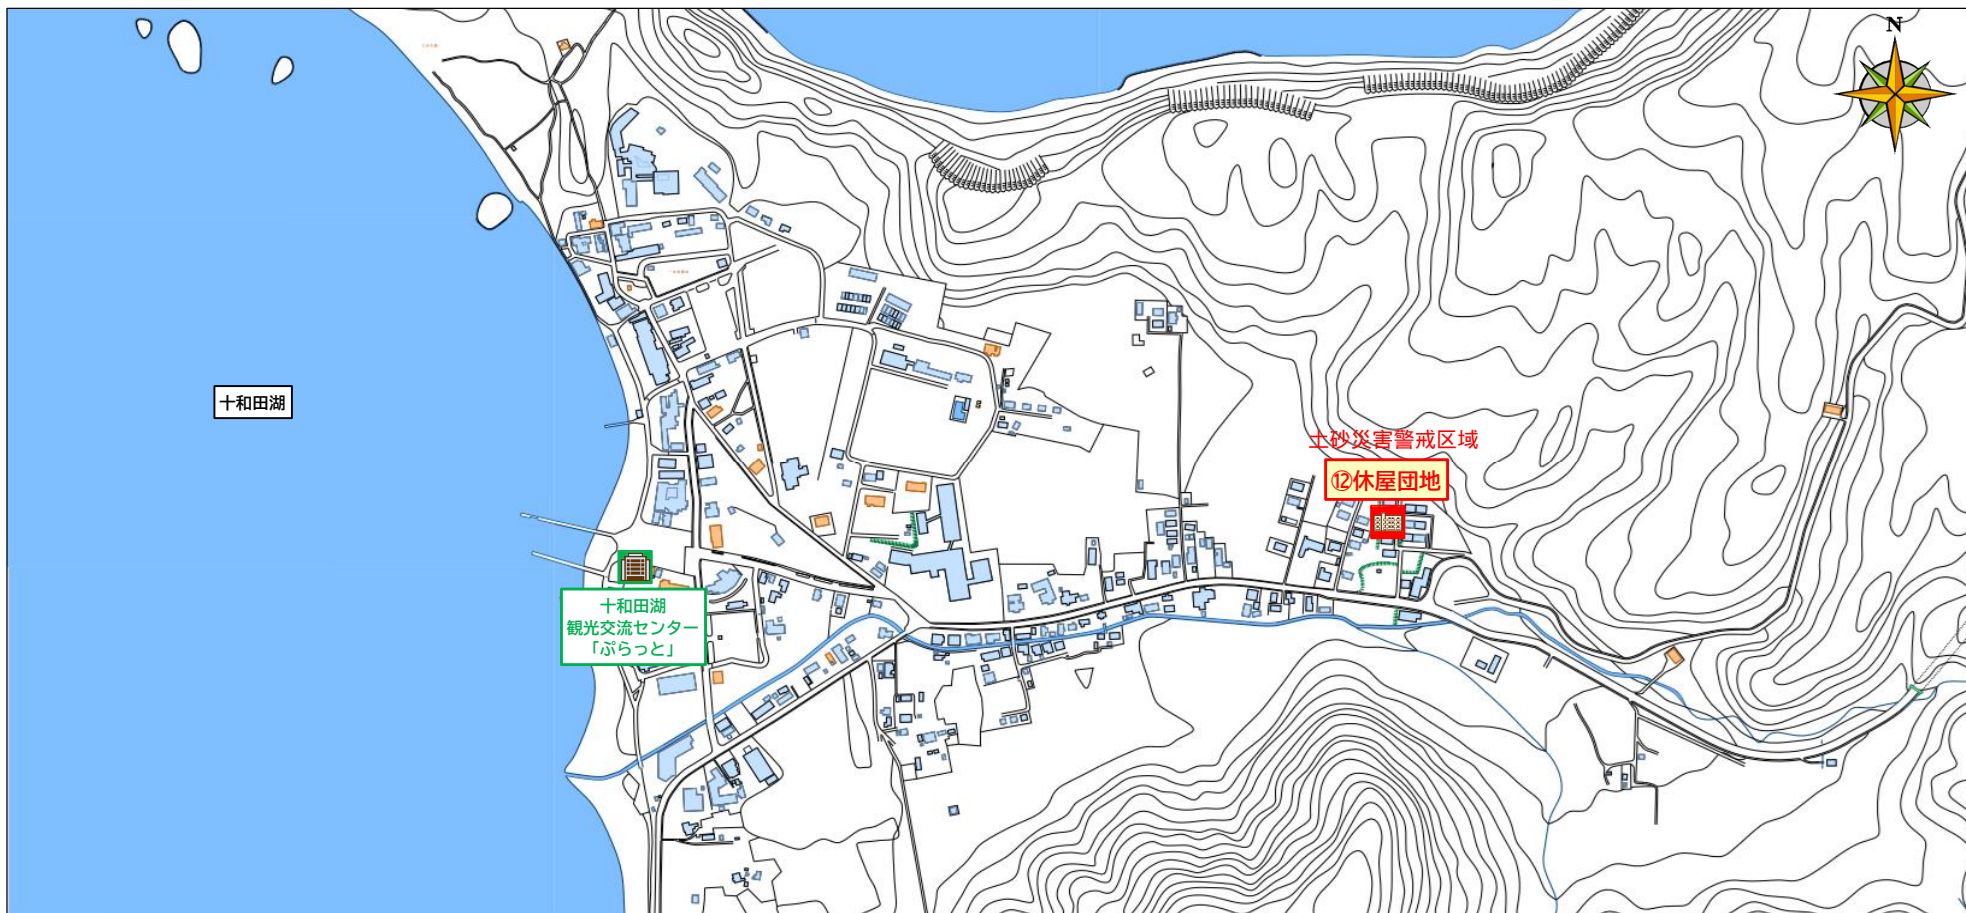 N
十和田湖
土砂災害警戒区域
⑫休屋団地
十和田湖
観光交流センター
「ぷらっと」